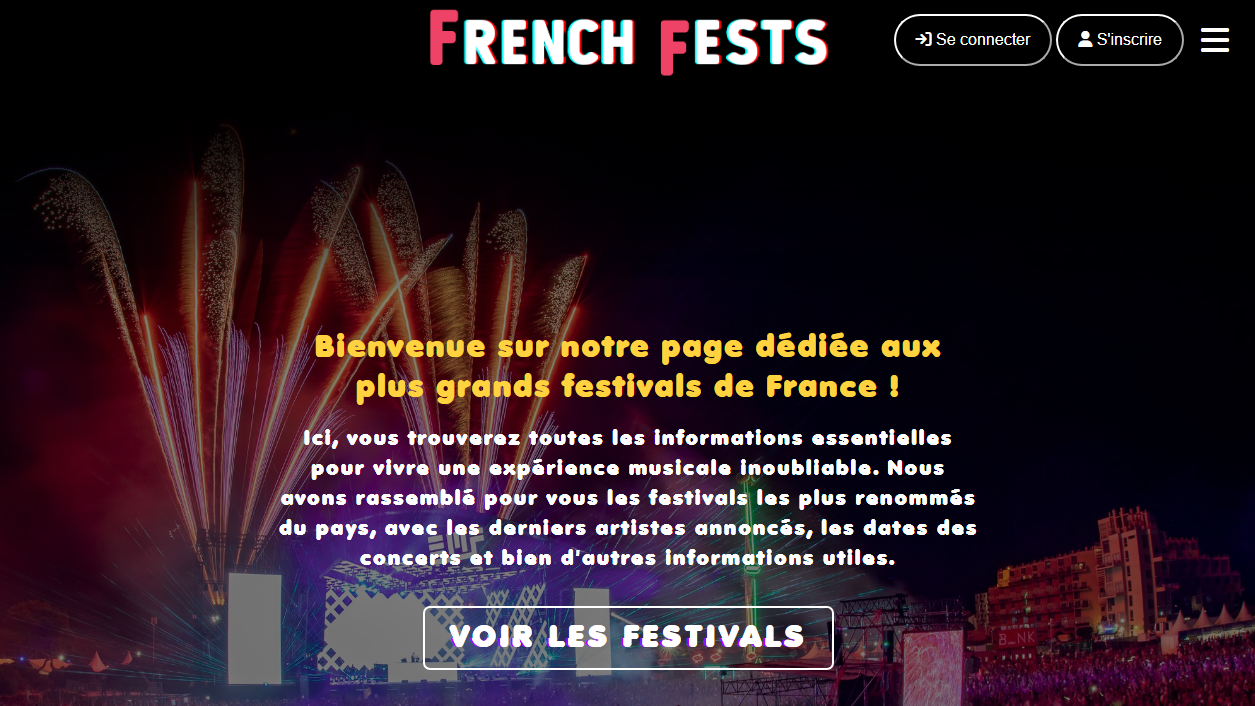 FRENCH FESTS
Se connecter
S'inscrire
Bienvenue sur notre page dédiée aux
plus grands festivals de France !
Ici, vous trouverez toutes les informations essentielles
pour vivre une expérience musicale inoubliable. Nous
avons rassemblé pour vous les festivals les plus renommés
du pays, avec les derniers artistes annoncés, les dates des
concerts et bien d'autres informations utiles.
VOIR LES FESTIVALS